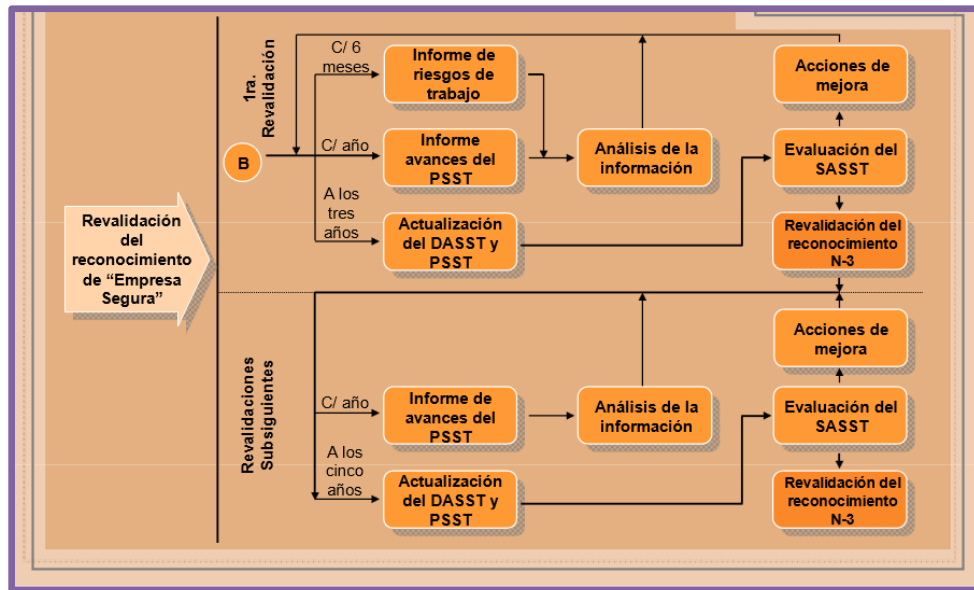 Revalidación
del
reconocimiento
de “Empresa
Segura”
1ra.
Revalidación
B
C/ 6
meses
Informe de
riesgos de
trabajo
C/ año
Informe
avances del
PSST
Análisis de la
información
A los
tres
años
Actualización
del DASST y
PSST
Acciones de
mejora
Evaluación del
SASST
Revalidación del
reconocimiento
N-3
Revalidaciones
Subsiguientes
C/ año
Informe de
avances del
PSST
Análisis de la
información
A los
cinco
años
Actualización
del DASST y
PSST
Acciones de
mejora
Evaluación del
SASST
Revalidación del
reconocimiento
N-3